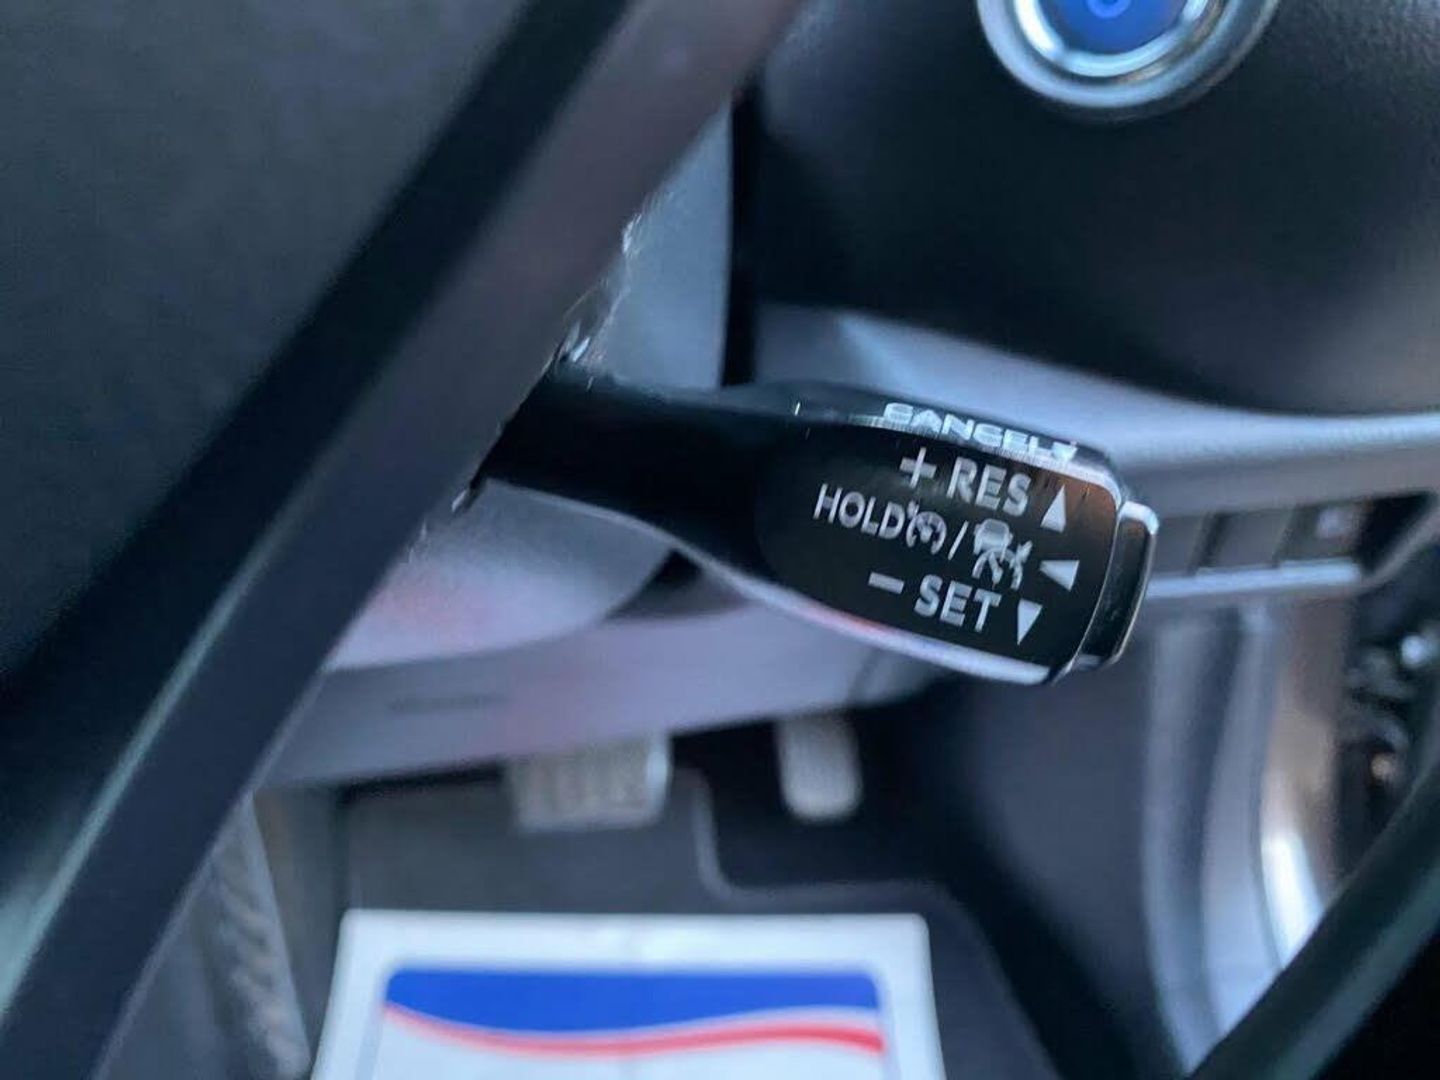 CANCEL
+ RES ▲
HOLD / ◀
- SET ▼